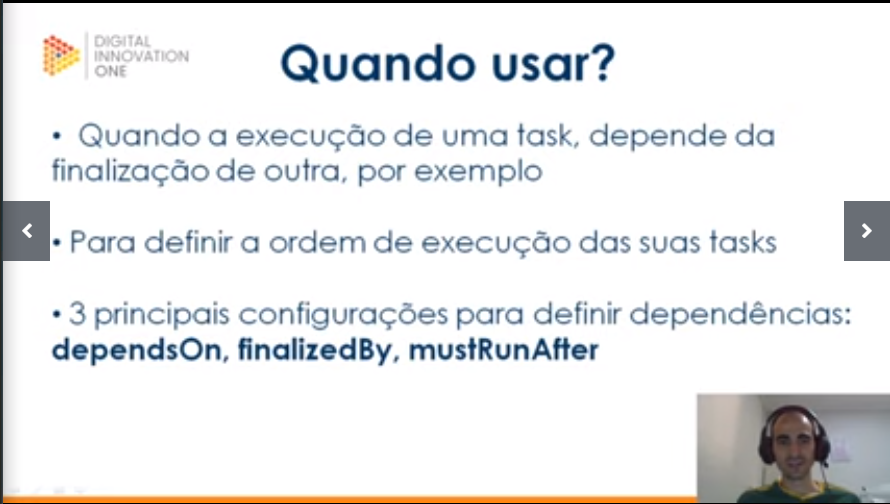 DIGITAL
INNOVATION
ONE
Quando usar?
• Quando a execução de uma task, depende da
finalização de outra, por exemplo
• Para definir a ordem de execução das suas tasks
• 3 principais configurações para definir dependências:
dependsOn, finalizedBy, mustRunAfter